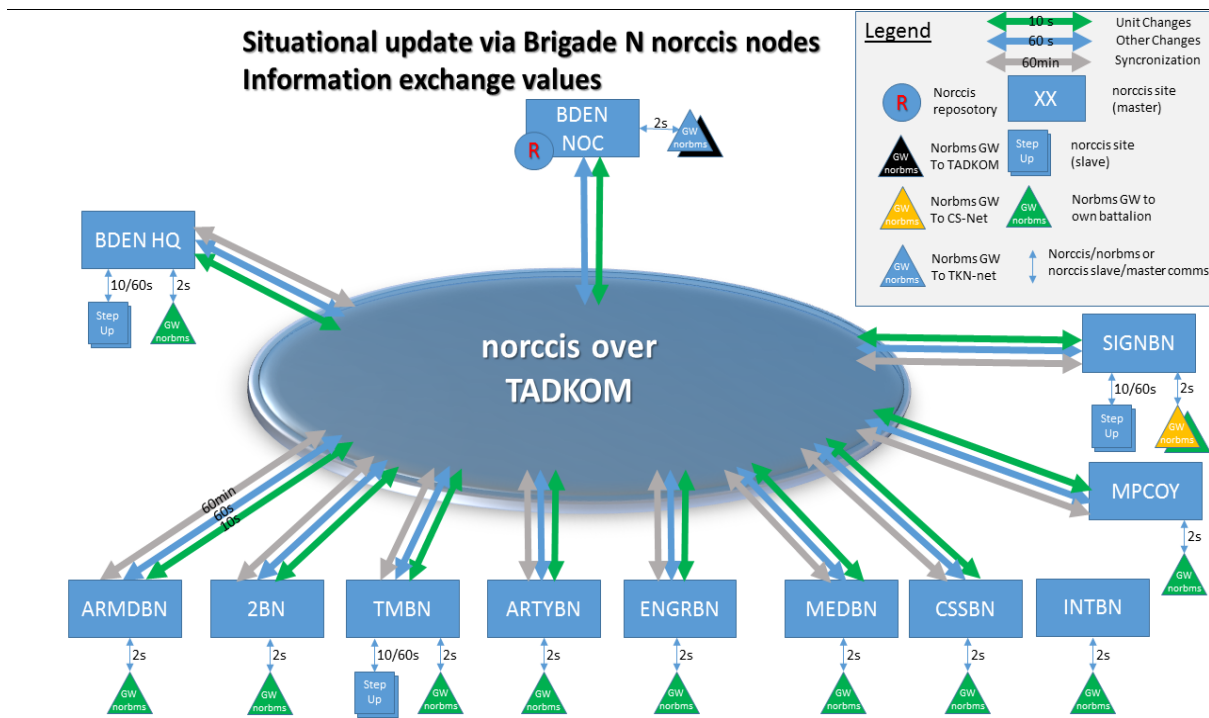 Situational update via Brigade N norccis nodes
Information exchange values
Legend
10 s
Unit Changes
60 s
Other Changes
60min
Syncronization
R
Norccis
reposotory
XX
norccis site
(master)
GW
norbms
Norbms GW
To TADKOM
Step
Up
norccis site
(slave)
GW
norbms
Norbms GW
To CS-Net
GW
norbms
Norbms GW to
own battalion
GW
norbms
Norbms GW
To TKN-net
Norccis/norbms or
norccis slave/master comms
BDEN
NOC
R
2s
GW
norbms
BDEN HQ
10/60s
2s
Step
Up
GW
norbms
norccis over
TADKOM
SIGNBN
10/60s
2s
Step
Up
GW
norbms
MPCOY
2s
GW
norbms
60min
60s
10s
ARMDBN
2BN
TMBN
ARTYBN
ENGRBN
MEDBN
CSSBN
INTBN
2s
2s
10/60s
2s
2s
2s
2s
2s
2s
GW
norbms
GW
norbms
Step
Up
GW
norbms
GW
norbms
GW
norbms
GW
norbms
GW
norbms
GW
norbms